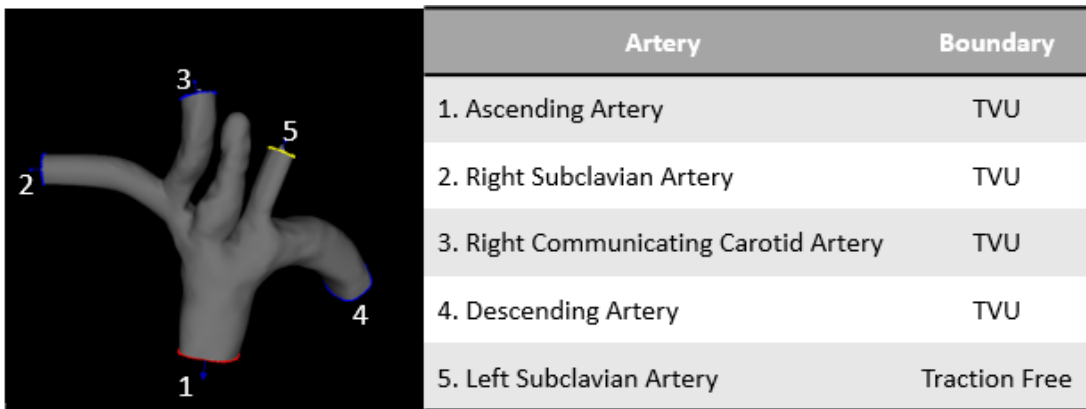 3
5
2
4
1
Artery Boundary
1. Ascending Artery TVU
2. Right Subclavian Artery TVU
3. Right Communicating Carotid Artery TVU
4. Descending Artery TVU
5. Left Subclavian Artery Traction Free